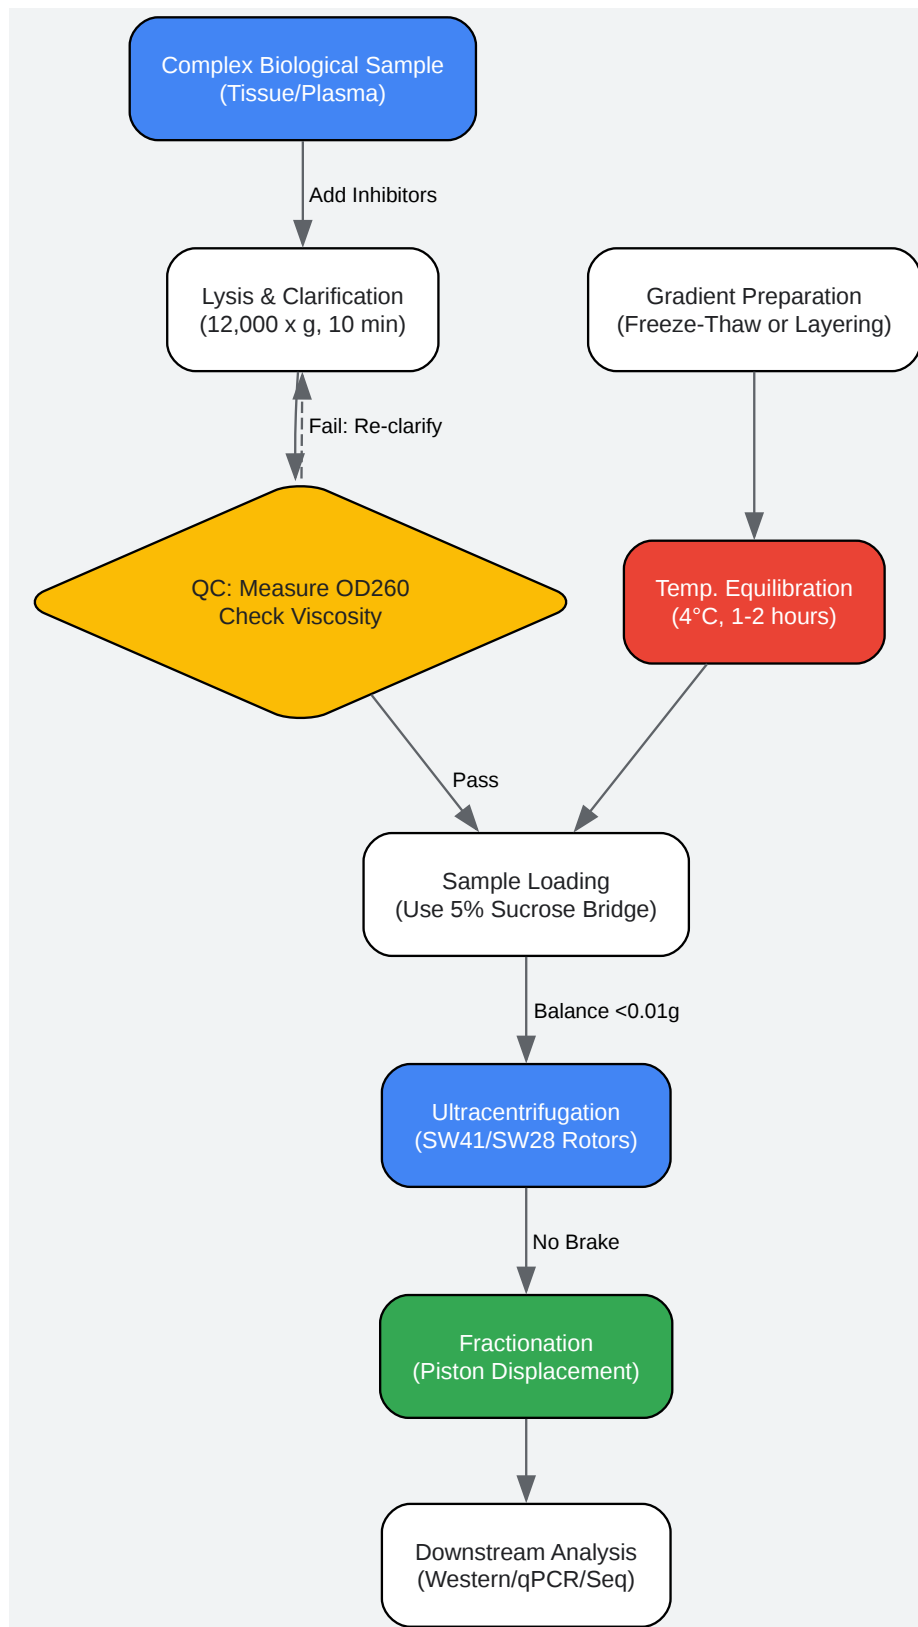 Complex Biological Sample
(Tissue/Plasma)
Add Inhibitors
Lysis & Clarification
(12,000 x g, 10 min)
Gradient Preparation
(Freeze-Thaw or Layering)
Fail: Re-clarify
QC: Measure OD260
Check Viscosity
Temp. Equilibration
(4°C, 1-2 hours)
Pass
Sample Loading
(Use 5% Sucrose Bridge)
Balance <0.01g
Ultracentrifugation
(SW41/SW28 Rotors)
No Brake
Fractionation
(Piston Displacement)
Downstream Analysis
(Western/qPCR/Seq)